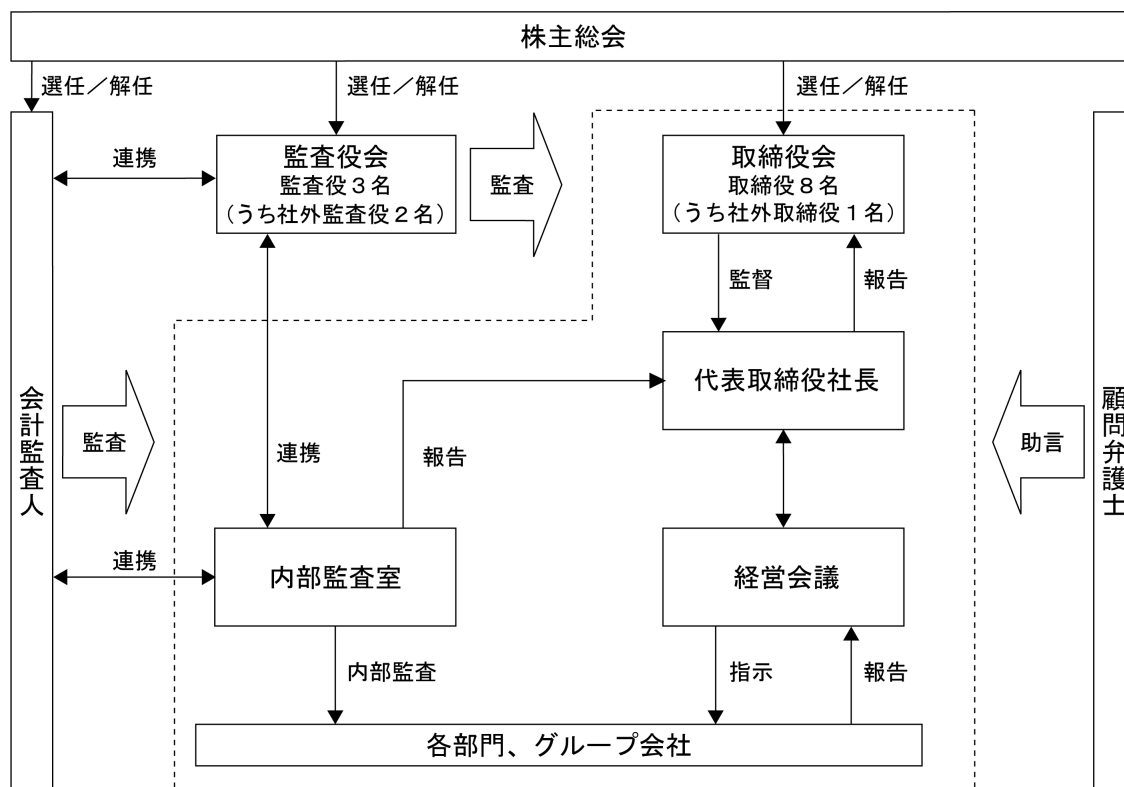 株主総会
選任／解任
選任／解任
選任／解任
連携
監査役会
監査役３名
（うち社外監査役２名）
監査
取締役会
取締役８名
（うち社外取締役１名）
監督
報告
代表取締役社長
会計監査人
監査
連携
報告
助言
顧問弁護士
連携
内部監査室
経営会議
内部監査
指示
報告
各部門、グループ会社